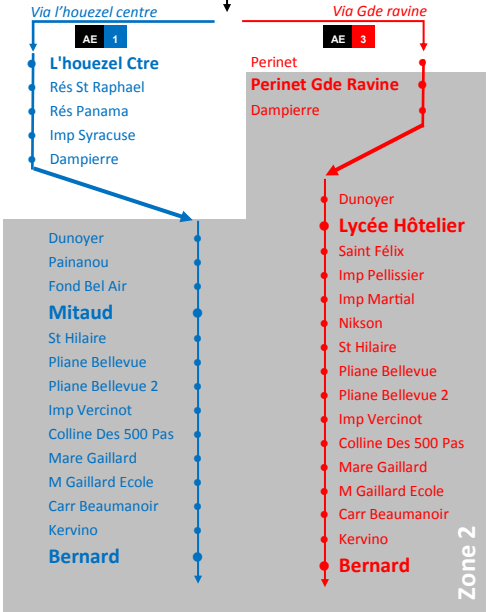 Via l'houezel centre
AE 1
L'houezel Ctre
Rés St Raphael
Rés Panama
Imp Syracuse
Dampierre
Dunoyer
Painanou
Fond Bel Air
Mitaud
St Hilaire
Pliane Bellevue
Pliane Bellevue 2
Imp Vercinot
Colline Des 500 Pas
Mare Gaillard
M Gaillard Ecole
Carr Beaumanoir
Kervino
Bernard
Via Gde ravine
AE 3
Perinet
Perinet Gde Ravine
Dampierre
Dunoyer
Lycée Hôtelier
Saint Félix
Imp Pellissier
Imp Martial
Nikson
St Hilaire
Pliane Bellevue
Pliane Bellevue 2
Imp Vercinot
Colline Des 500 Pas
Mare Gaillard
M Gaillard Ecole
Carr Beaumanoir
Kervino
Bernard
Zone 2